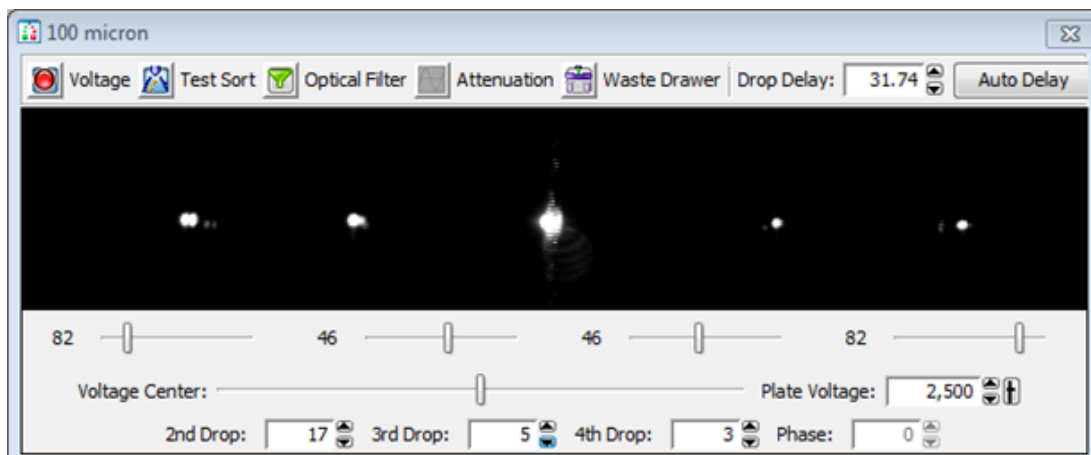 100 micron
Voltage Test Sort Optical Filter Attenuation Waste Drawer Drop Delay: 31.74 Auto Delay
82 46 46 82
Voltage Center: Plate Voltage: 2,500
2nd Drop: 17 3rd Drop: 5 4th Drop: 3 Phase: 0